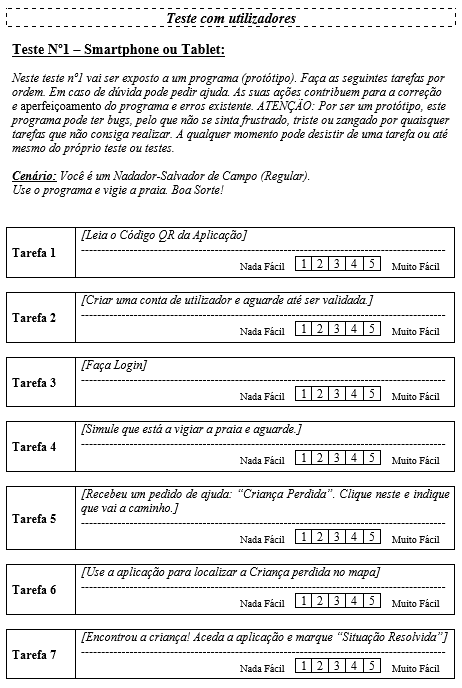 Teste com utilizadores
Teste Nº1 – Smartphone ou Tablet:
Neste teste nº1 vai ser exposto a um programa (protótipo). Faça as seguintes tarefas por
ordem. Em caso de dúvida pode pedir ajuda. As suas ações contribuem para a correção
e aperfeiçoamento do programa e erros existente. ATENÇÃO: Por ser um protótipo, este
programa pode ter bugs, pelo que não se sinta frustrado, triste ou zangado por quaisquer
tarefas que não consiga realizar. A qualquer momento pode desistir de uma tarefa ou até
mesmo do próprio teste ou testes.
Cenário: Você é um Nadador-Salvador de Campo (Regular).
Use o programa e vigie a praia. Boa Sorte!
Tarefa 1
[Leia o Código QR da Aplicação]
Nada Fácil 1 2 3 4 5 Muito Fácil
Tarefa 2
[Criar uma conta de utilizador e aguarde até ser validada.]
Nada Fácil 1 2 3 4 5 Muito Fácil
Tarefa 3
[Faça Login]
Nada Fácil 1 2 3 4 5 Muito Fácil
Tarefa 4
[Simule que está a vigiar a praia e aguarde.]
Nada Fácil 1 2 3 4 5 Muito Fácil
Tarefa 5
[Recebeu um pedido de ajuda: “Criança Perdida”. Clique neste e indique
que vai a caminho.]
Nada Fácil 1 2 3 4 5 Muito Fácil
Tarefa 6
[Use a aplicação para localizar a Criança perdida no mapa]
Nada Fácil 1 2 3 4 5 Muito Fácil
Tarefa 7
[Encontrou a criança! Aceda a aplicação e marque “Situação Resolvida”]
Nada Fácil 1 2 3 4 5 Muito Fácil